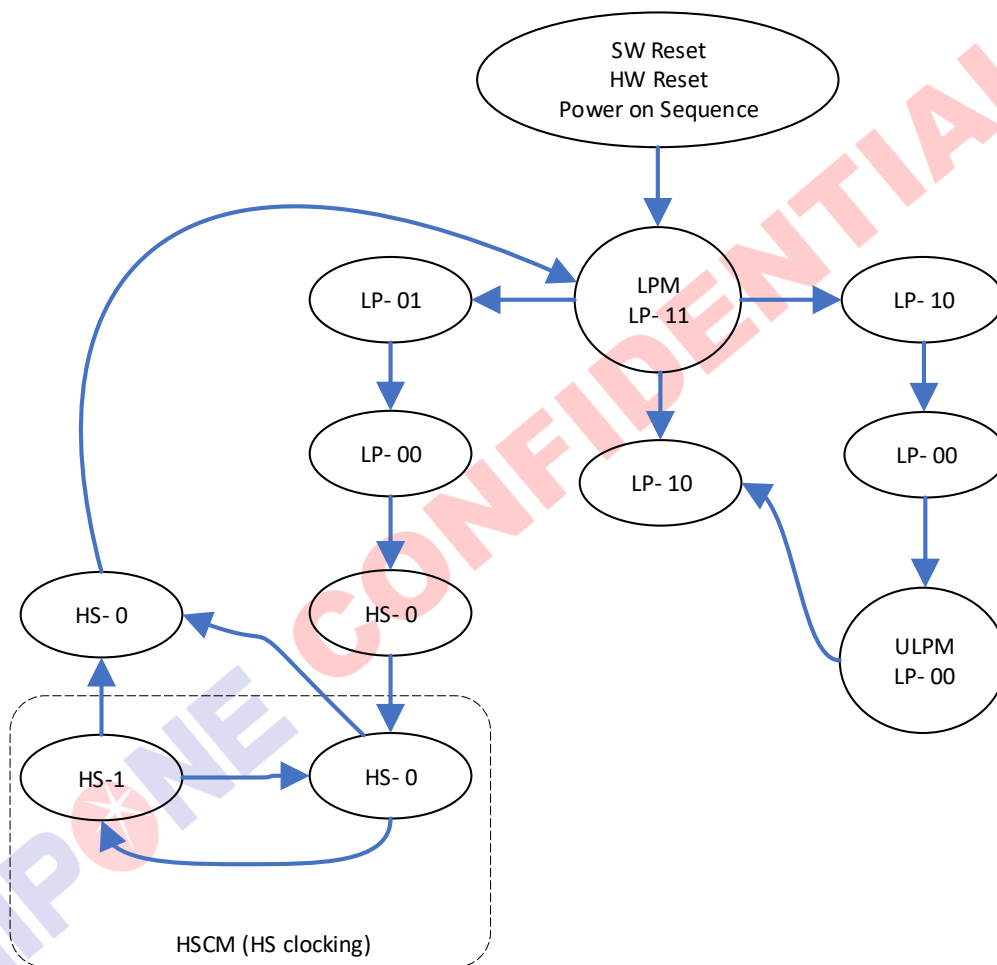 SW Reset
HW Reset
Power on Sequence
LP- 01
LPM
LP- 11
LP- 10
LP- 00
LP- 10
LP- 00
HS- 0
HS- 0
ULPM
LP- 00
HS-1
HS- 0
HSCM (HS clocking)
IPONE CONFIDENTIAL